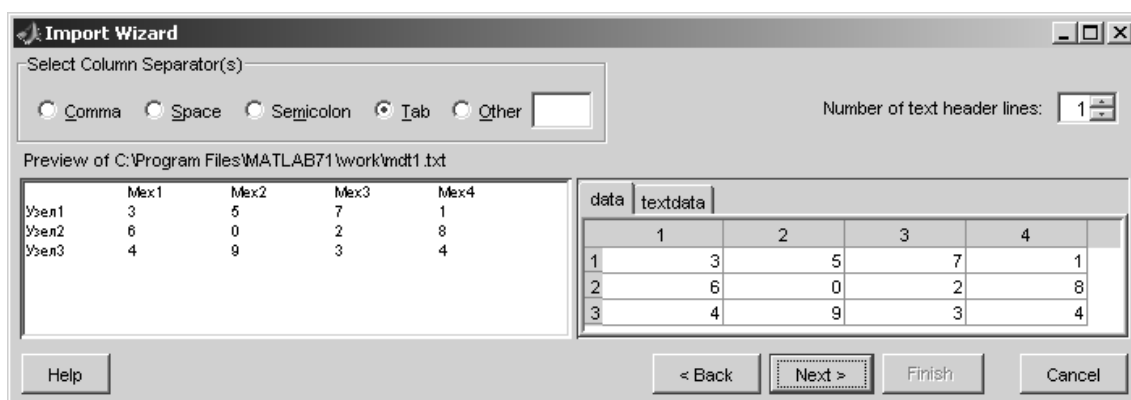 Import Wizard
Select Column Separator(s)
Comma Space Semicolon Tab Other
Number of text header lines: 1
Preview of C:\Program Files\MATLAB71\work\mdt1.txt
Мех1 Мех2 Мех3 Мех4
Узел1 3 5 7 1
Узел2 6 0 2 8
Узел3 4 9 3 4
data textdata
1 2 3 4
1 3 5 7 1
2 6 0 2 8
3 4 9 3 4
Help < Back Next > Finish Cancel